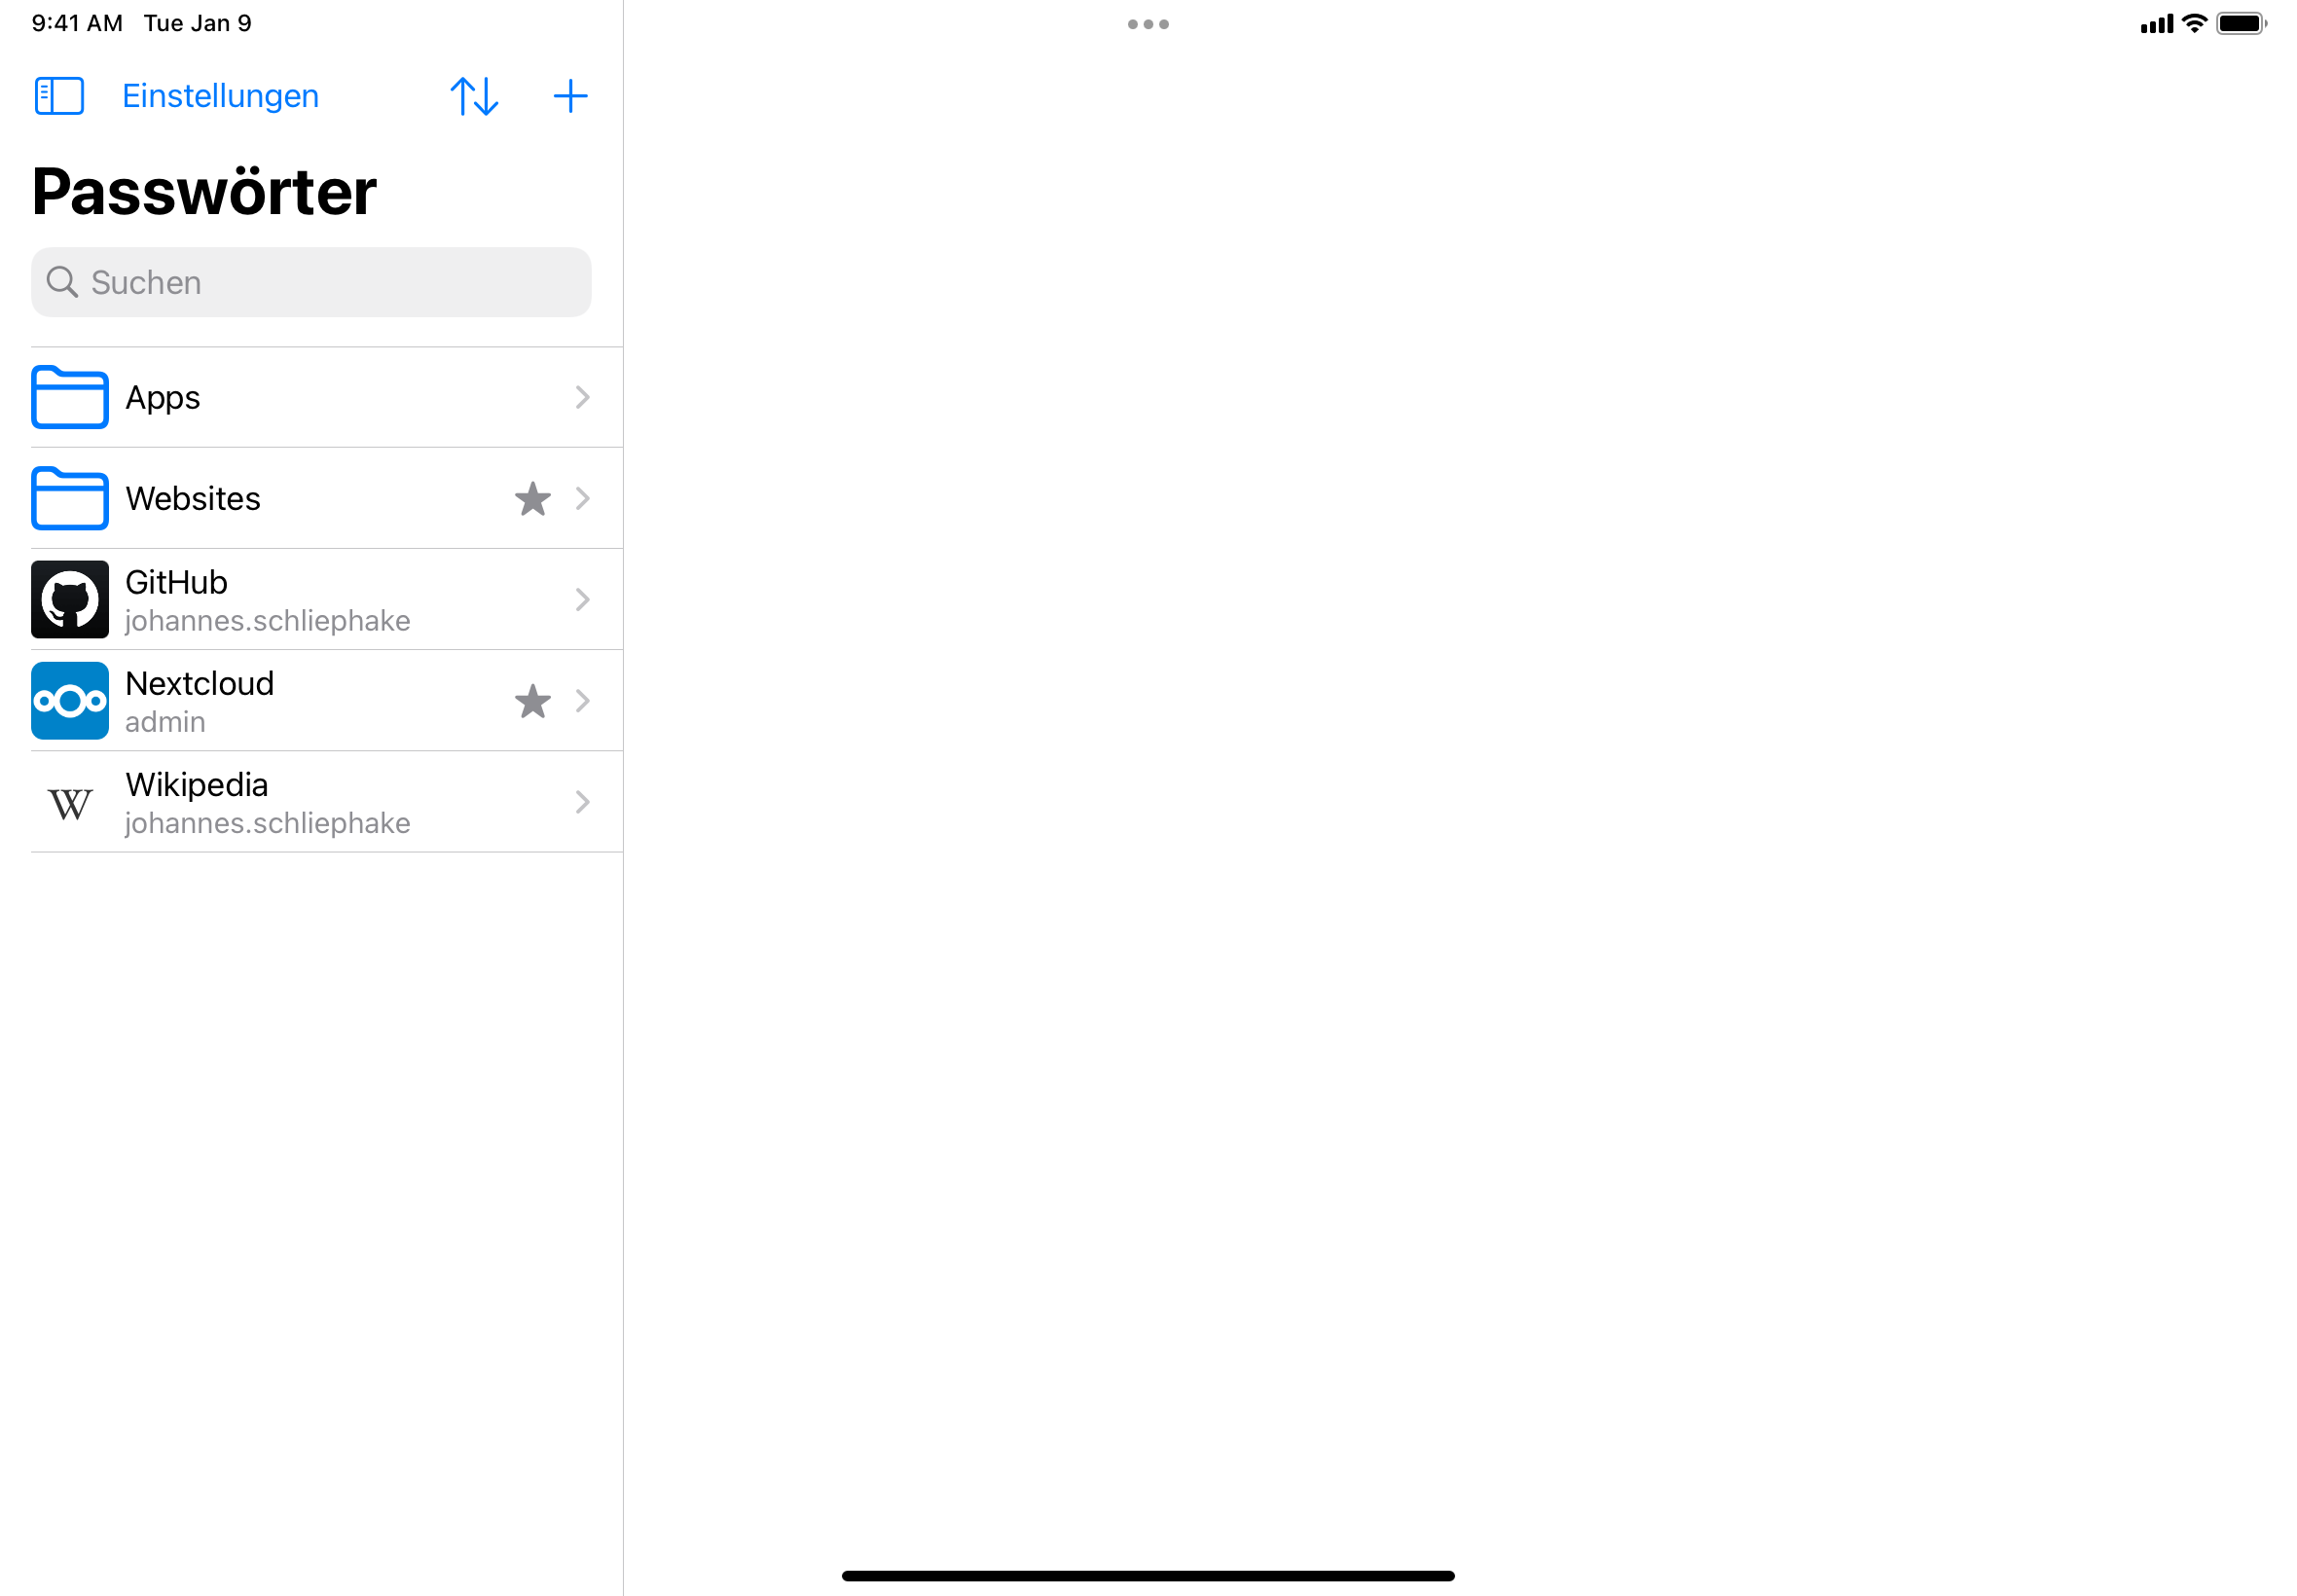 9:41 AM Tue Jan 9
Einstellungen
Passwörter
Suchen
Apps
Websites
GitHub
johannes.schliephake
Nextcloud
admin
W
Wikipedia
johannes.schliephake